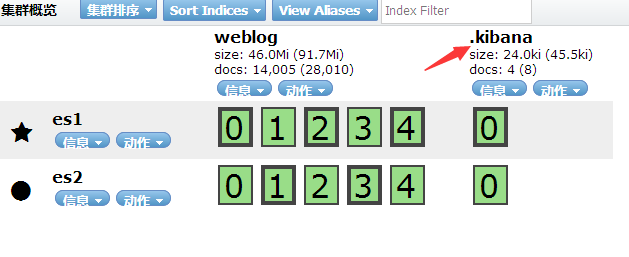 集群概览 集群排序 Sort Indices View Aliases Index Filter
weblog .kibana
size: 46.0Mi (91.7Mi) size: 24.0ki (45.5ki)
docs: 14,005 (28,010) docs: 4 (8)
信息 动作 信息 动作
es1 0 1 2 3 4 0
信息 动作
es2 0 1 2 3 4 0
信息 动作